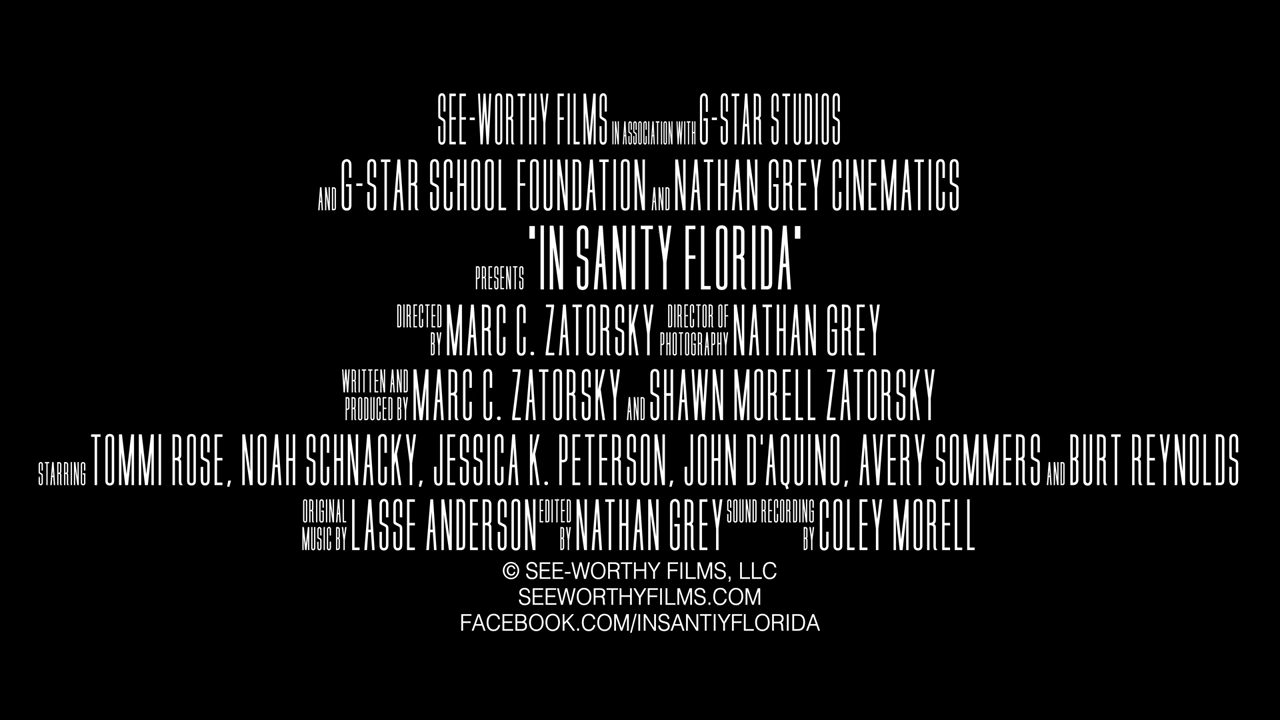 SEE-WORTHY FILMS IN ASSOCIATION WITH G-STAR STUDIOS
AND G-STAR SCHOOL FOUNDATION AND NATHAN GREY CINEMATICS
PRESENTS "IN SANITY FLORIDA"
DIRECTED BY MARC C. ZATORSKY DIRECTOR OF PHOTOGRAPHY NATHAN GREY
WRITTEN AND PRODUCED BY MARC C. ZATORSKY AND SHAWN MORELL ZATORSKY
STARRING TOMMI ROSE, NOAH SCHNACKY, JESSICA K. PETERSON, JOHN D'AQUINO, AVERY SOMMERS AND BURT REYNOLDS
ORIGINAL MUSIC BY LASSE ANDERSON EDITED BY NATHAN GREY SOUND RECORDING BY COLEY MORELL
© SEE-WORTHY FILMS, LLC
SEEWORTHYFILMS.COM
FACEBOOK.COM/INSANTIYFLORIDA